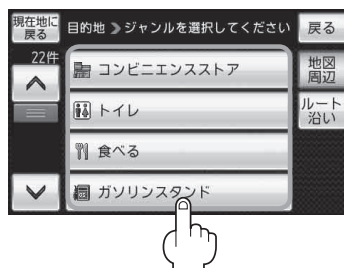 現在地に
戻る
目的地 》ジャンルを選択してください
戻る
22件
コンビニエンスストア
トイレ
食べる
ガソリンスタンド
地図
周辺
ルート
沿い